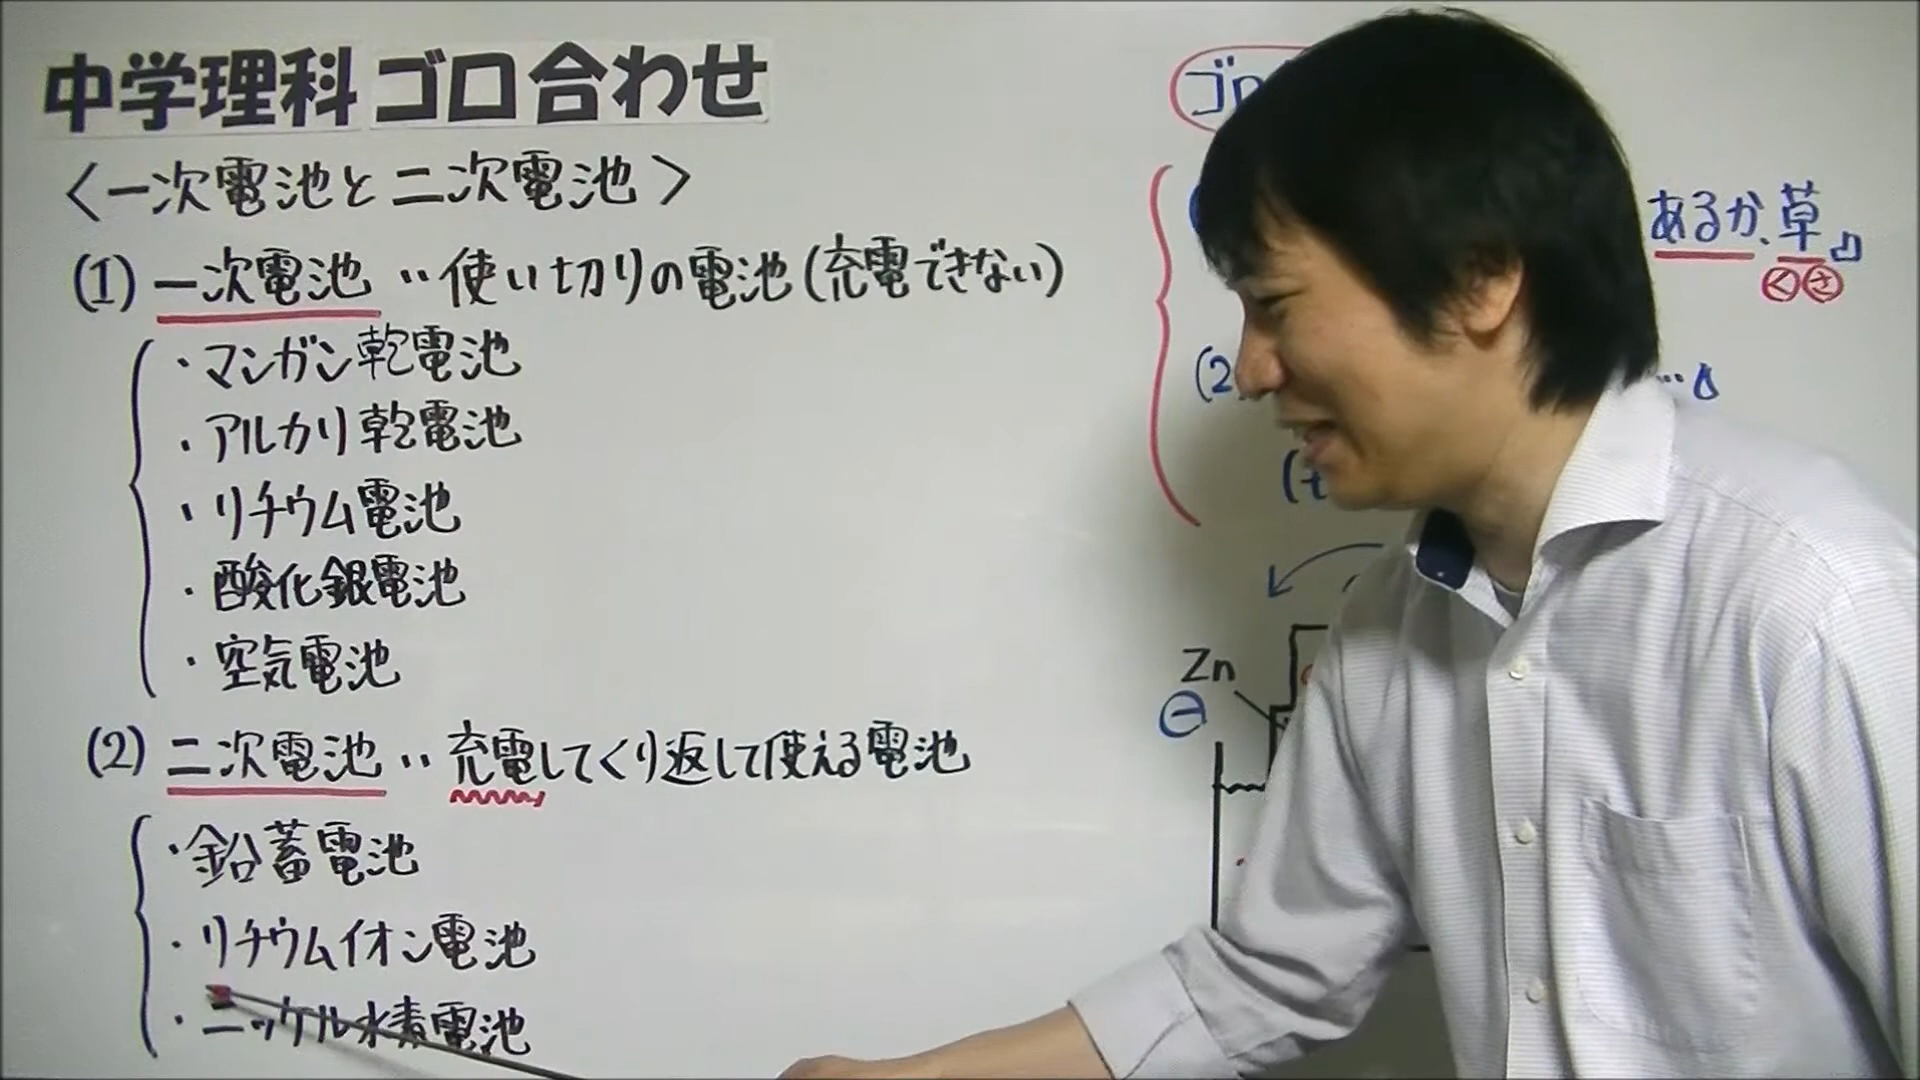 中学理科 ゴロ合わせ
〈一次電池と二次電池〉
(1) 一次電池‥使い切りの電池(充電できない)
・マンガン乾電池
・アルカリ乾電池
・リチウム電池
・酸化銀電池
・空気電池
(2) 二次電池‥充電してくり返して使える電池
・鉛蓄電池
・リチウムイオン電池
・ニッケル水素電池
ゴロ
あるか、草』
くさ
(2)
Zn
⊖